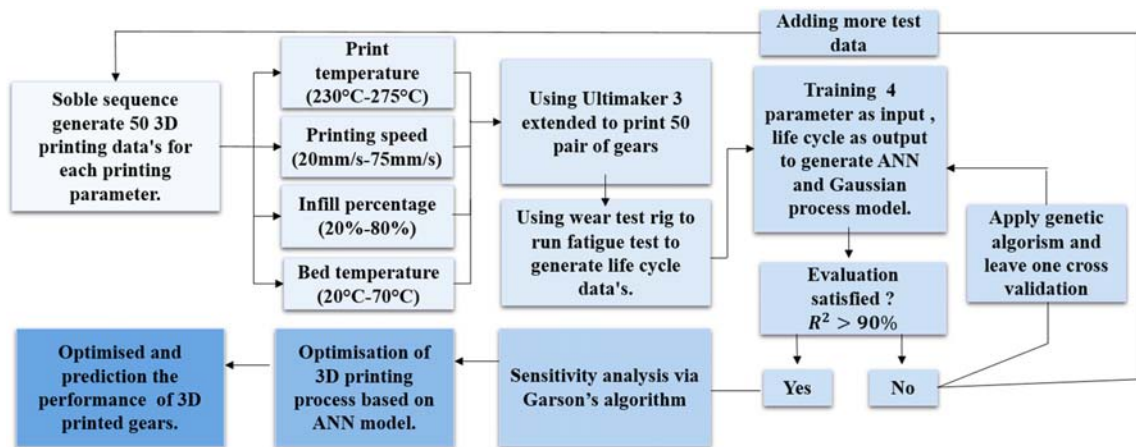 Adding more test
data
Soble sequence
generate 50 3D
printing data's for
each printing
parameter.
Print
temperature
(230°C-275°C)
Printing speed
(20mm/s-75mm/s)
Infill percentage
(20%-80%)
Bed temperature
(20°C-70°C)
Using Ultimaker 3
extended to print 50
pair of gears
Using wear test rig to
run fatigue test to
generate life cycle
data's.
Training 4
parameter as input ,
life cycle as output
to generate ANN
and Gaussian
process model.
Apply genetic
algorism and
leave one cross
validation
Evaluation
satisfied ?
R² > 90%
Yes
No
Sensitivity analysis via
Garson's algorithm
Optimisation of
3D printing
process based on
ANN model.
Optimised and
prediction the
performance of 3D
printed gears.